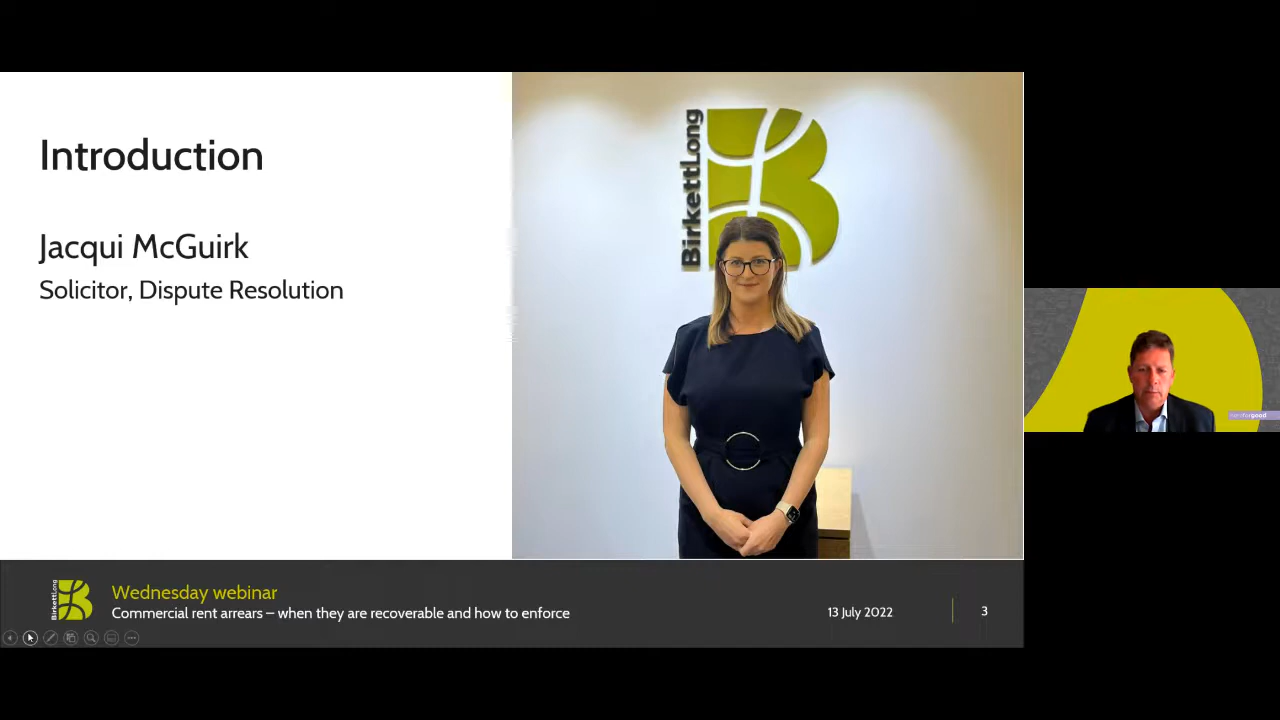 Introduction
Jacqui McGuirk
Solicitor, Dispute Resolution
BirkettLong
BirkettLong
Wednesday webinar
Commercial rent arrears – when they are recoverable and how to enforce
13 July 2022
3